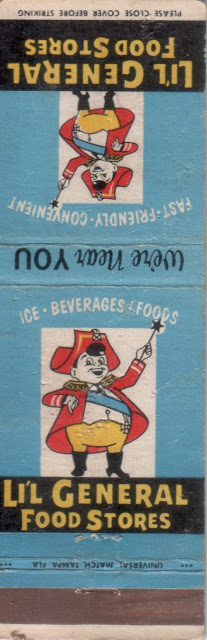 PLEASE CLOSE COVER BEFORE STRIKING
LI'L GENERAL
FOOD STORES
FAST-FRIENDLY-CONVENIENT
We're near YOU
ICE · BEVERAGES · FOODS
LI'L GENERAL
FOOD STORES
UNIVERSAL MATCH, TAMPA, FLA